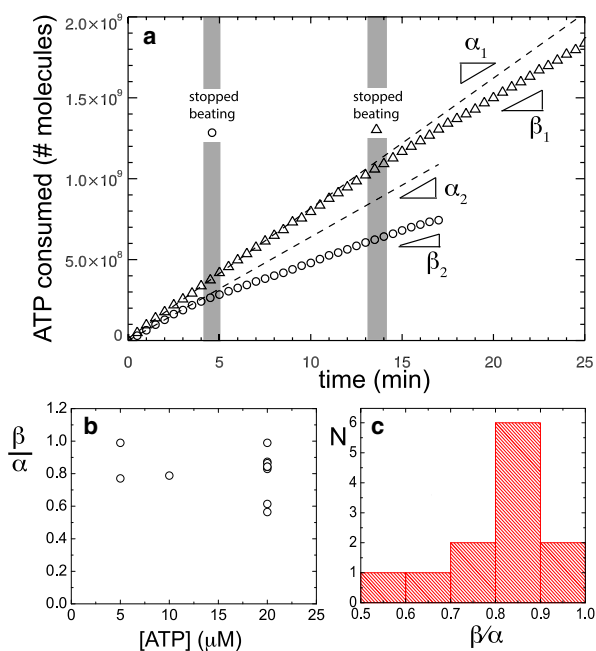 a
2.0×10⁹
1.5×10⁹
1.0×10⁹
5.0×10⁸
0
ATP consumed (# molecules)
stopped
beating
stopped
beating
α₁
β₁
α₂
β₂
0 5 10 15 20 25
time (min)
b
β
α
1.2
1.0
0.8
0.6
0.4
0.2
0.0
0 5 10 15 20 25
[ATP] (μM)
c
N
6
5
4
3
2
1
0
0.5 0.6 0.7 0.8 0.9 1.0
β/α